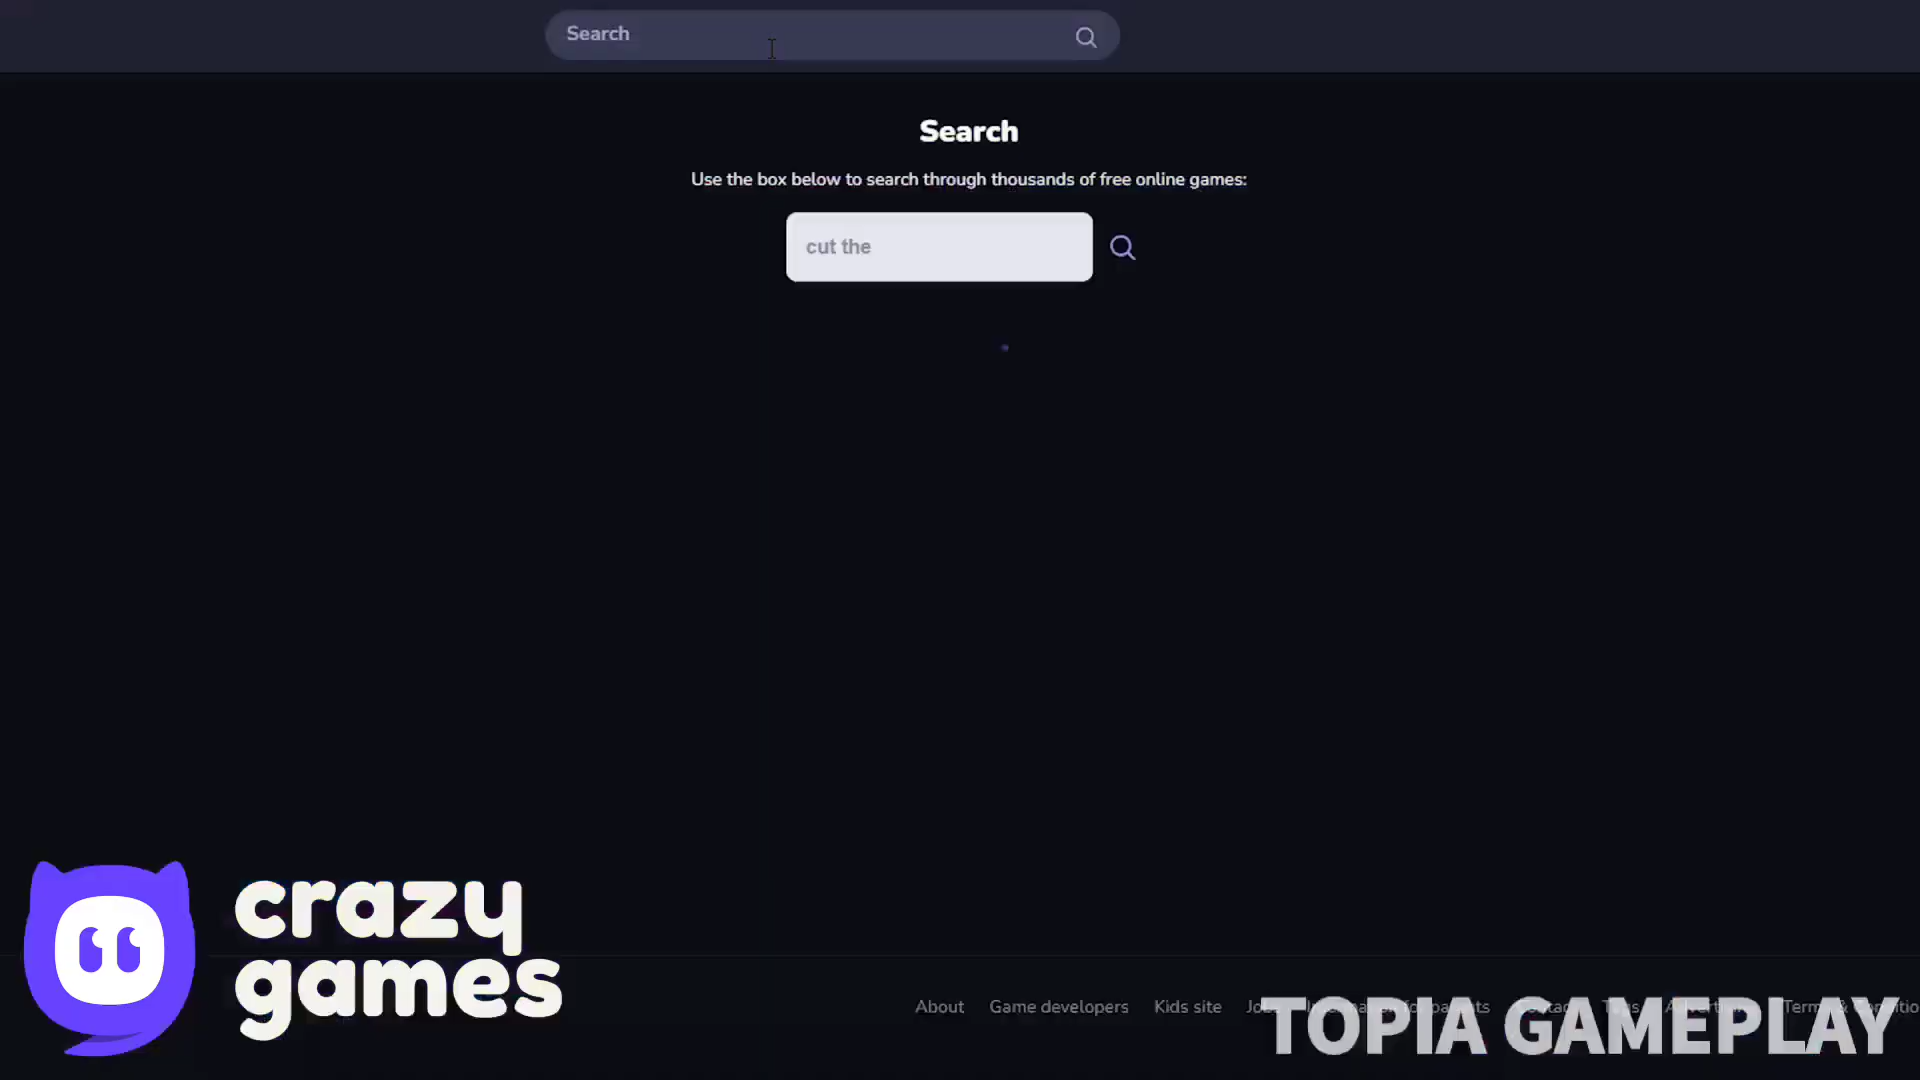 Search
Search
Use the box below to search through thousands of free online games:
cut the
crazy
games
About Game developers Kids site
TOPIA GAMEPLAY